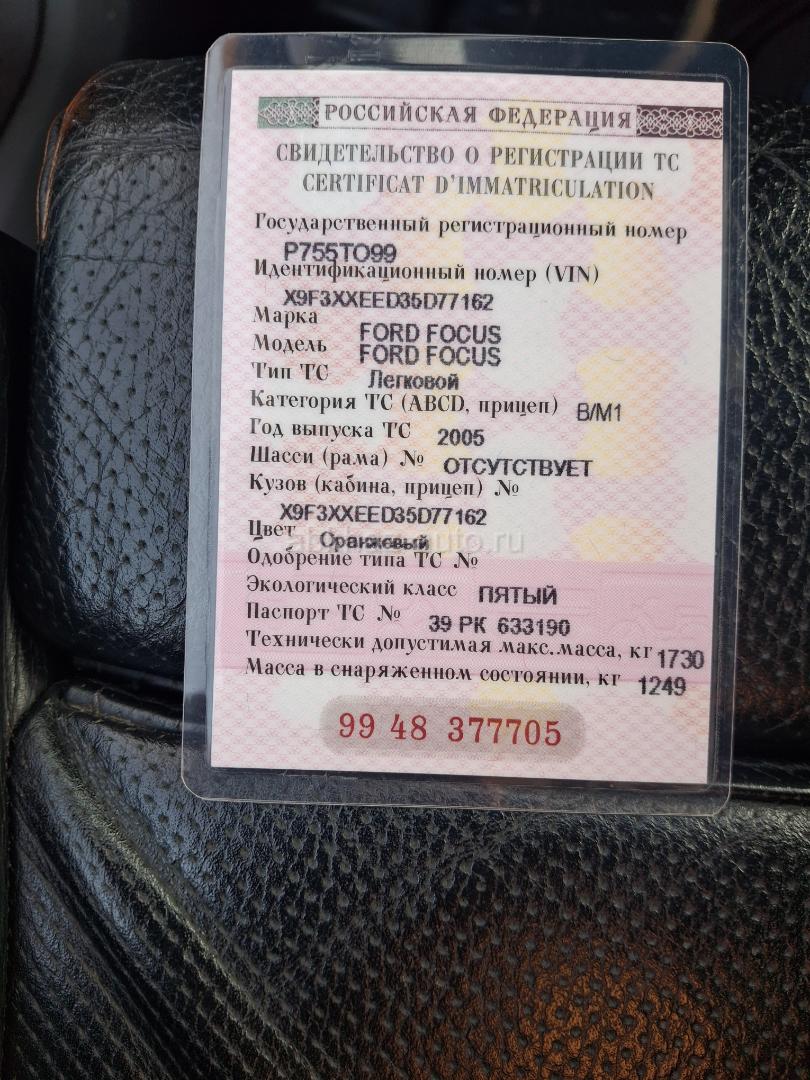 РОССИЙСКАЯ ФЕДЕРАЦИЯ
СВИДЕТЕЛЬСТВО О РЕГИСТРАЦИИ ТС
CERTIFICAT D'IMMATRICULATION
Государственный регистрационный номер
Р755ТО99
Идентификационный номер (VIN)
X9F3XXEED35D77162
Марка FORD FOCUS
Модель FORD FOCUS
Тип ТС Легковой
Категория ТС (ABCD, прицеп) B/M1
Год выпуска ТС 2005
Шасси (рама) № ОТСУТСТВУЕТ
Кузов (кабина, прицеп) №
X9F3XXEED35D77162
Цвет Оранжевый
Одобрение типа ТС №
Экологический класс ПЯТЫЙ
Паспорт ТС № 39 РК 633190
Технически допустимая макс.масса, кг 1730
Масса в снаряженном состоянии, кг 1249
99 48 377705